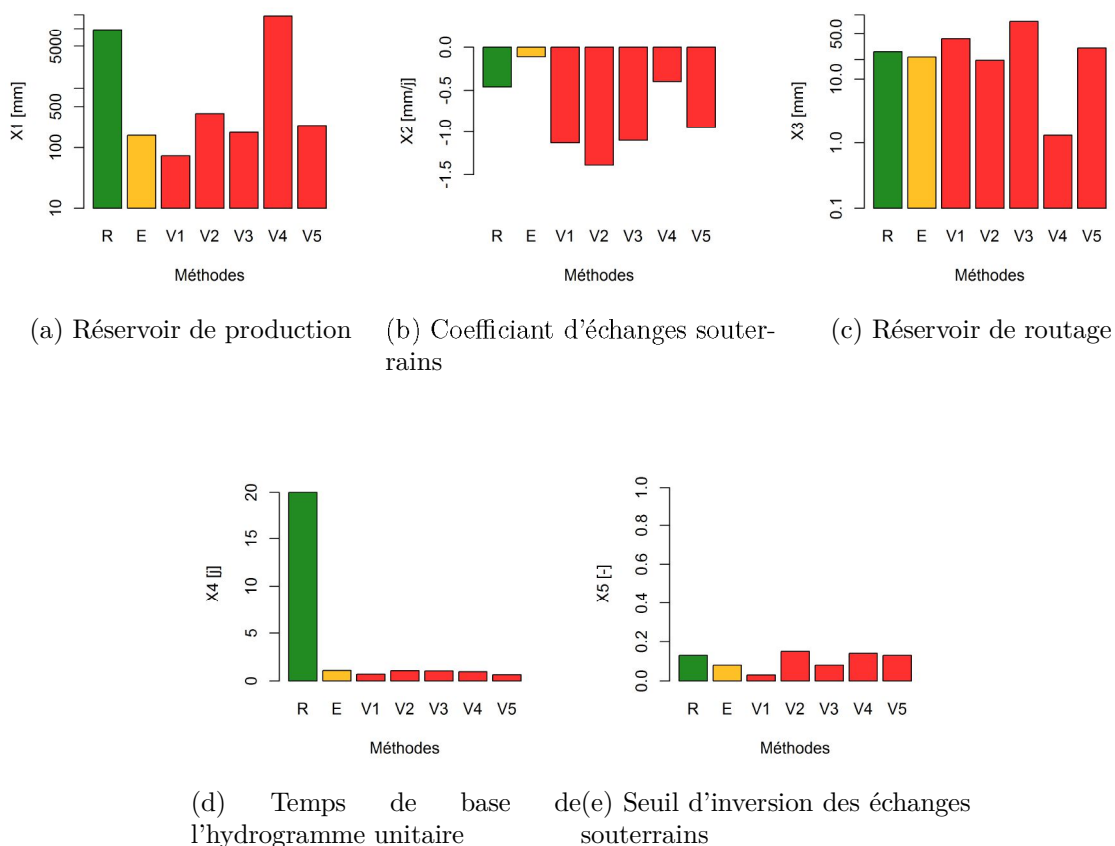 X1 [mm]
5000
500
100
10
R E V1 V2 V3 V4 V5
Méthodes
(a) Réservoir de production
X2 [mm/j]
0.0
-0.5
-1.0
-1.5
R E V1 V2 V3 V4 V5
Méthodes
(b) Coefficiant d'échanges souter-
rains
X3 [mm]
50.0
10.0
1.0
0.1
R E V1 V2 V3 V4 V5
Méthodes
(c) Réservoir de routage
X4 [j]
20
15
10
5
0
R E V1 V2 V3 V4 V5
Méthodes
(d) Temps de base de
l'hydrogramme unitaire
X5 [-]
1.0
0.8
0.6
0.4
0.2
0.0
R E V1 V2 V3 V4 V5
Méthodes
(e) Seuil d'inversion des échanges
souterrains